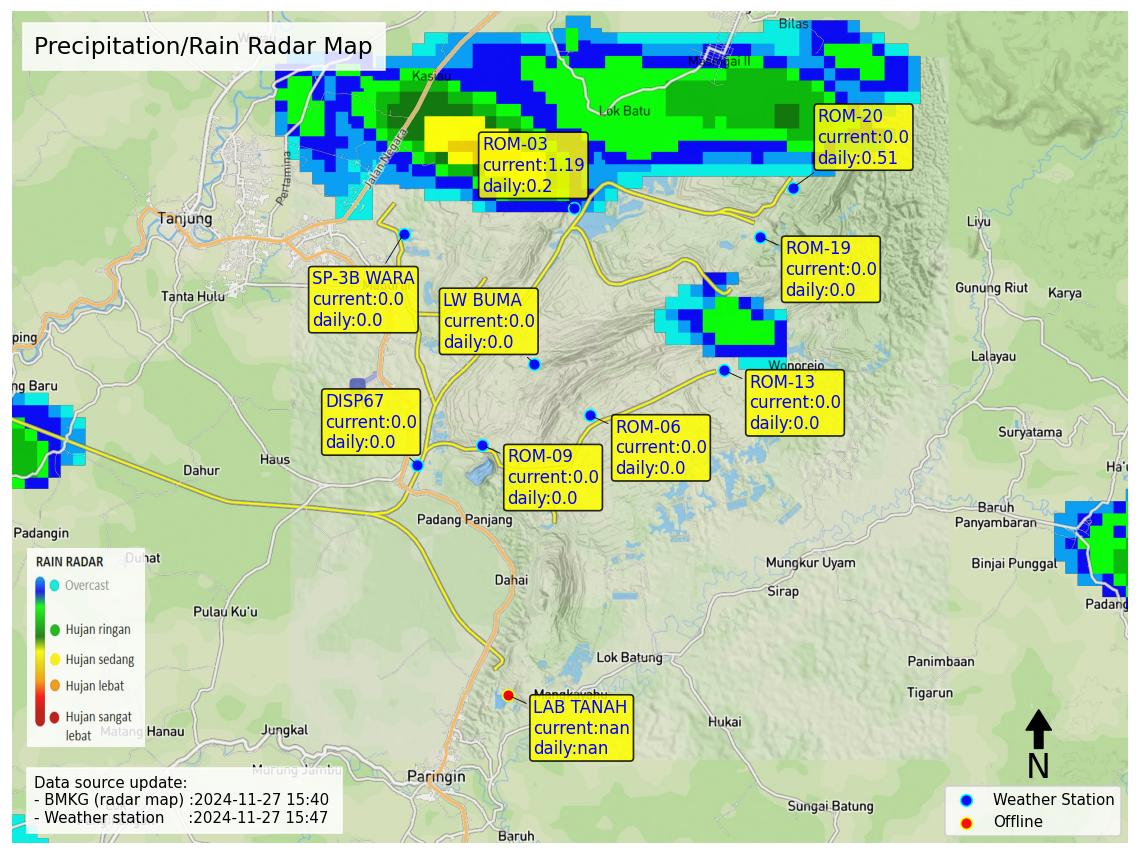 Precipitation/Rain Radar Map
Bilas
Kasiau
Lok Batu
Jalan Negara
Pertamina
Tanjung
Tanta Hulu
ROM-03
current:1.19
daily:0.2
ROM-20
current:0.0
daily:0.51
ROM-19
current:0.0
daily:0.0
SP-3B WARA
current:0.0
daily:0.0
LW BUMA
current:0.0
daily:0.0
Liyu
Gunung Riut
Karya
Lalayau
Wonorejo
ROM-13
current:0.0
daily:0.0
DISP67
current:0.0
daily:0.0
ROM-06
current:0.0
daily:0.0
ROM-09
current:0.0
daily:0.0
ping
ng Baru
Haus
Dahur
Suryatama
Ha'u
Padangin
Padang Panjang
Baruh
Panyambaran
Binjai Punggal
Mungkur Uyam
Sirap
Padang
Duhat
Dahai
Pulau Ku'u
RAIN RADAR
Overcast
Hujan ringan
Hujan sedang
Hujan lebat
Hujan sangat
lebat
Lok Batung
Panimbaan
Tigarun
Mangkayahu
LAB TANAH
current:nan
daily:nan
Hukai
Matang Hanau
Jungkal
Murung Jambu
Paringin
Sungai Batung
Baruh
Data source update:
- BMKG (radar map) :2024-11-27 15:40
- Weather station :2024-11-27 15:47
N
Weather Station
Offline